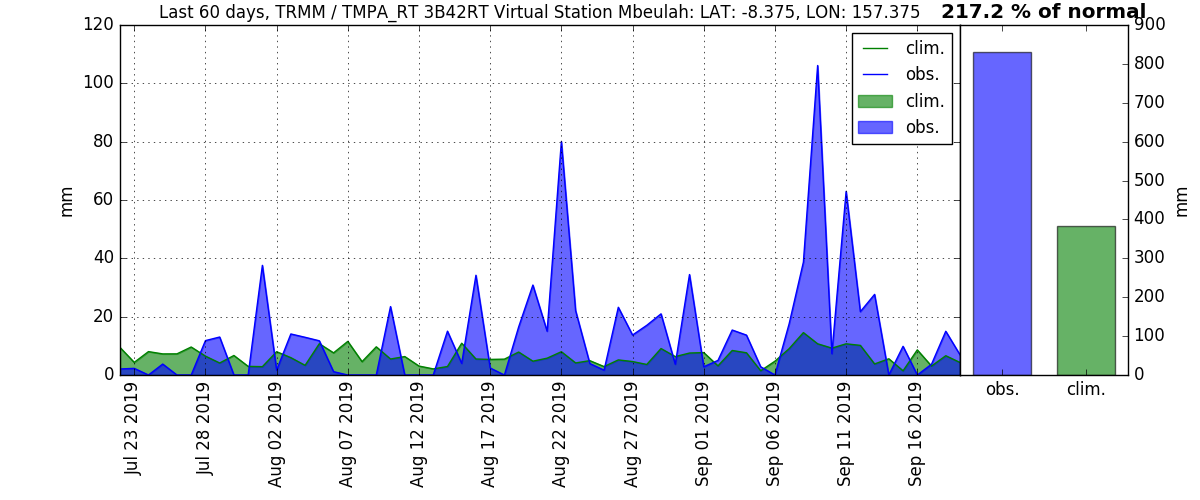 Last 60 days, TRMM / TMPA_RT 3B42RT Virtual Station Mbeulah: LAT: -8.375, LON: 157.375
217.2 % of normal
120
100
80
60
40
20
0
mm
clim.
obs.
clim.
obs.
900
800
700
600
500
400
300
200
100
0
mm
Jul 23 2019
Jul 28 2019
Aug 02 2019
Aug 07 2019
Aug 12 2019
Aug 17 2019
Aug 22 2019
Aug 27 2019
Sep 01 2019
Sep 06 2019
Sep 11 2019
Sep 16 2019
obs.
clim.